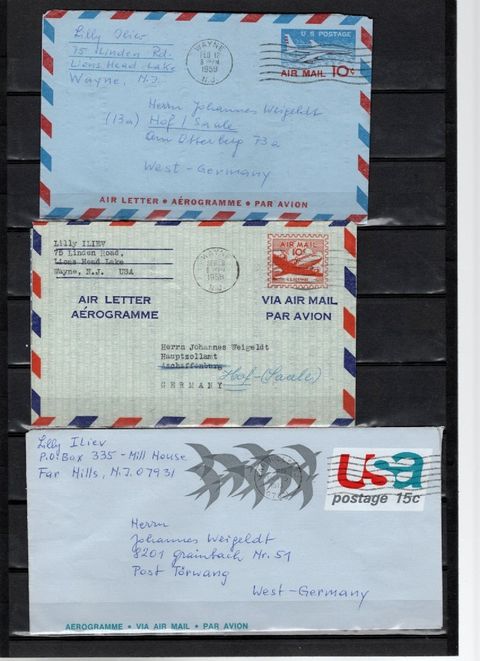 Lilly Iliev
75 Linden Rd.
Lions Head Lake
Wayne, N.J.
WAYNE
FEB 12
1959
N.J.
U S POSTAGE
AIR MAIL 10¢
Herrn Johannes Weigeldt
(13a) Hof / Saale
Otterberg 73a
West-Germany
AIR LETTER • AÉROGRAMME • PAR AVION
Lilly ILIEV
75 Linden Road,
Lions Head Lake
Wayne, N.J. USA
WAYNE
N.J.
AIR MAIL
10¢
AIR LETTER
AÉROGRAMME
VIA AIR MAIL
PAR AVION
Herrn Johannes Weigeldt
Hauptzollamt
Aschaffenburg
GERMANY
Hof-(Saale)
Lilly Iliev
P.O. Box 335 - Mill House
Far Hills, N.J. 07931
usa
postage 15c
Herrn
Johannes Weigeldt
8201 Grainbach Nr. 51
Post Törwang
West-Germany
AEROGRAMME • VIA AIR MAIL • PAR AVION